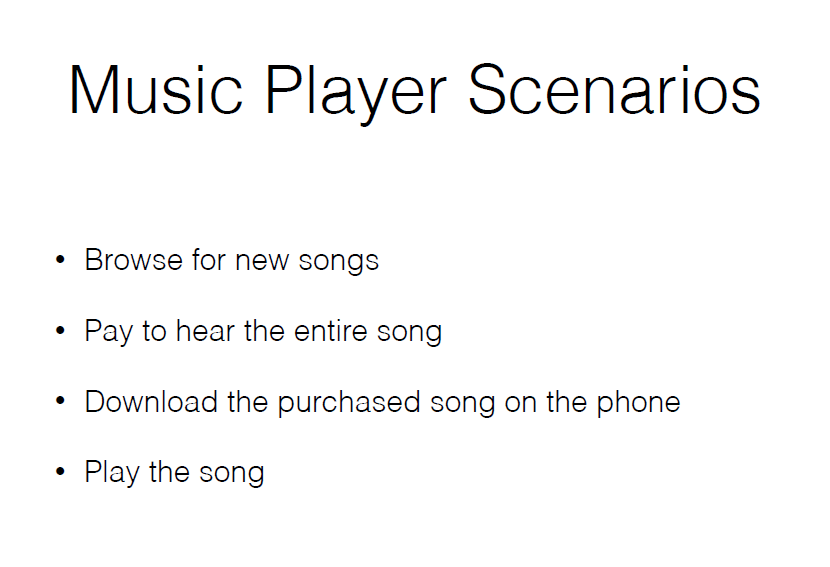 Music Player Scenarios
• Browse for new songs
• Pay to hear the entire song
• Download the purchased song on the phone
• Play the song